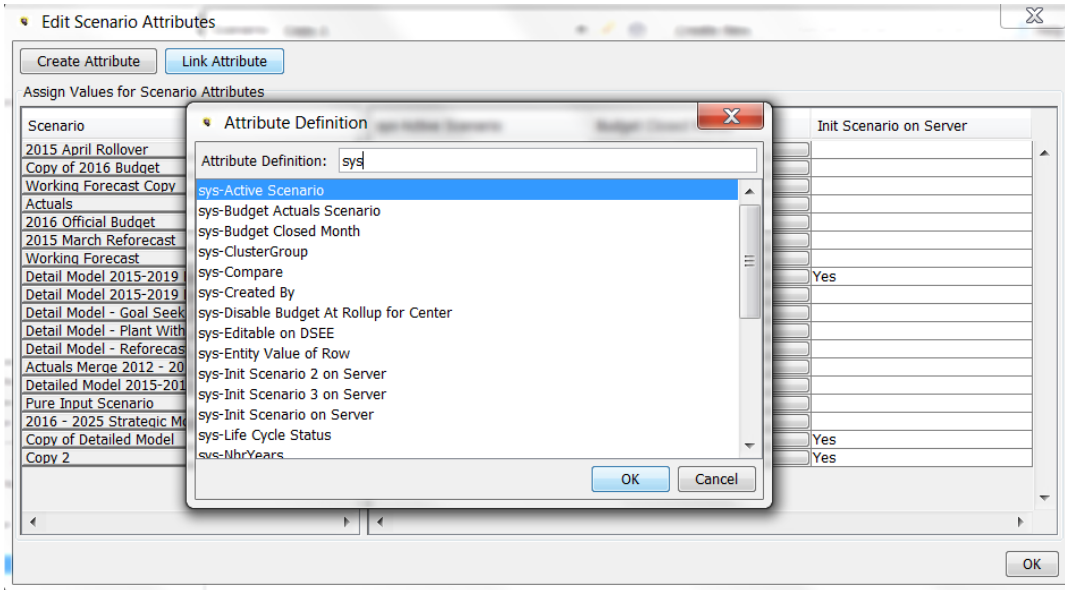 Edit Scenario Attributes
Create Attribute
Link Attribute
Assign Values for Scenario Attributes
Scenario
Init Scenario on Server
2015 April Rollover
Copy of 2016 Budget
Working Forecast Copy
Actuals
2016 Official Budget
2015 March Reforecast
Working Forecast
Detail Model 2015-2019
Yes
Detail Model 2015-2019
Detail Model - Goal Seek
Detail Model - Plant With
Detail Model - Reforecas
Actuals Merge 2012 - 20
Detailed Model 2015-201
Pure Input Scenario
2016 - 2025 Strategic Mo
Copy of Detailed Model
Yes
Copy 2
Yes
OK
Attribute Definition
Attribute Definition: sys
sys-Active Scenario
sys-Budget Actuals Scenario
sys-Budget Closed Month
sys-ClusterGroup
sys-Compare
sys-Created By
sys-Disable Budget At Rollup for Center
sys-Editable on DSEE
sys-Entity Value of Row
sys-Init Scenario 2 on Server
sys-Init Scenario 3 on Server
sys-Init Scenario on Server
sys-Life Cycle Status
sys-NbrYears
OK
Cancel